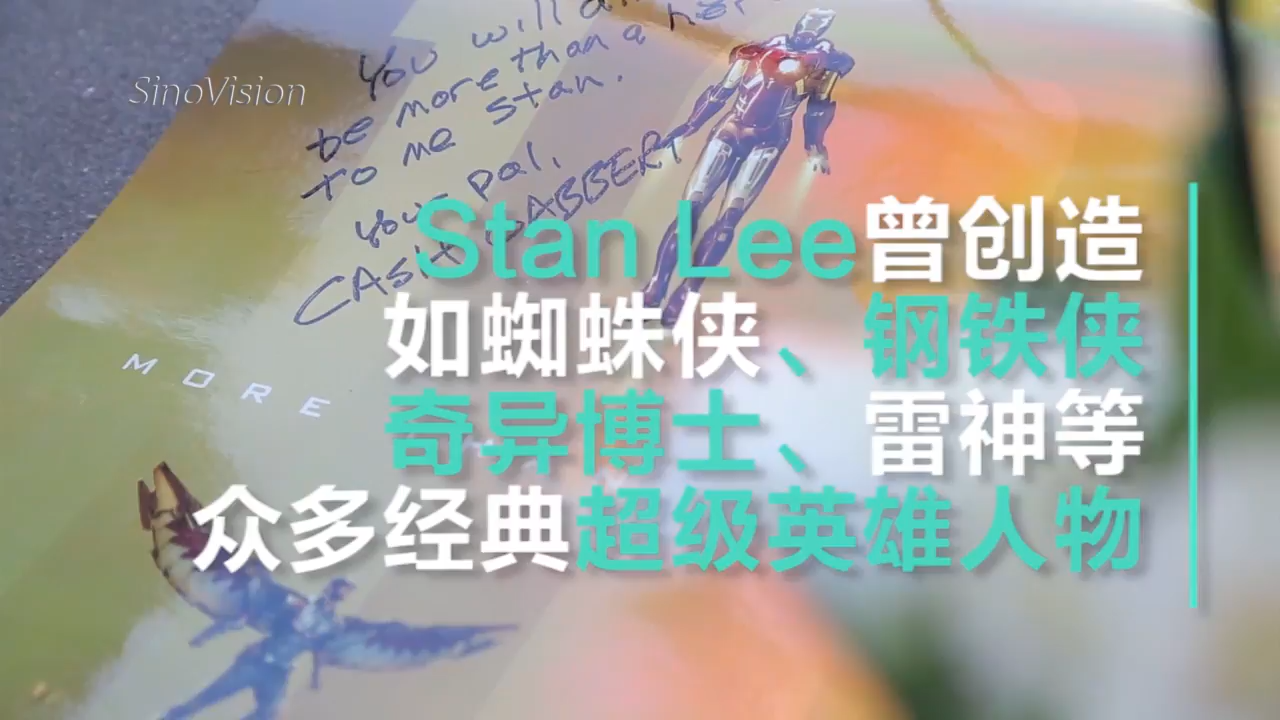 SinoVision
You will
be more than a
to me Stan.
your pal,
CASH
MORE
Stan Lee曾创造
如蜘蛛侠、钢铁侠
奇异博士、雷神等
众多经典超级英雄人物